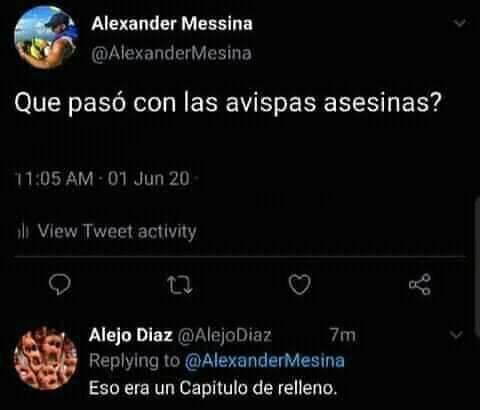 Alexander Messina
@AlexanderMesina
Que pasó con las avispas asesinas?
11:05 AM · 01 Jun 20 ·
View Tweet activity
Alejo Diaz @AlejoDiaz 7m
Replying to @AlexanderMesina
Eso era un Capitulo de relleno.